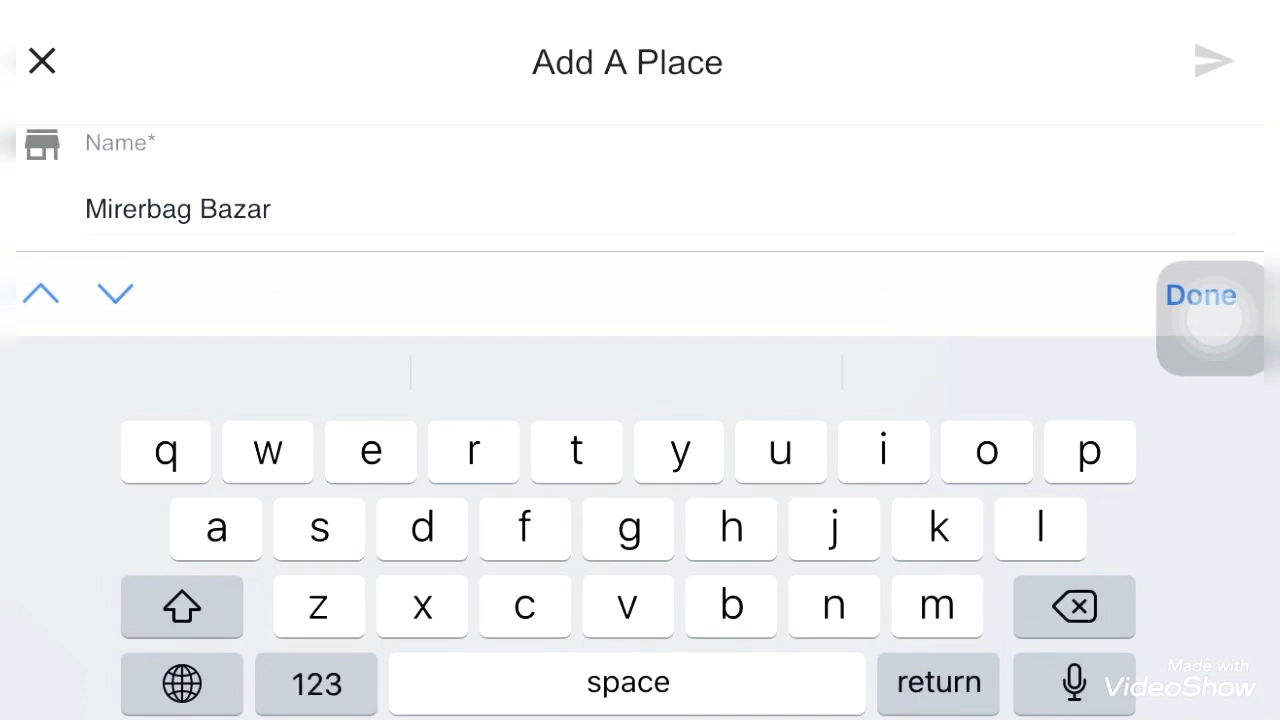 Add A Place
Name*
Mirerbag Bazar
Done
q w e r t y u i o p
a s d f g h j k l
z x c v b n m
123 space return
Made with
VideoShow